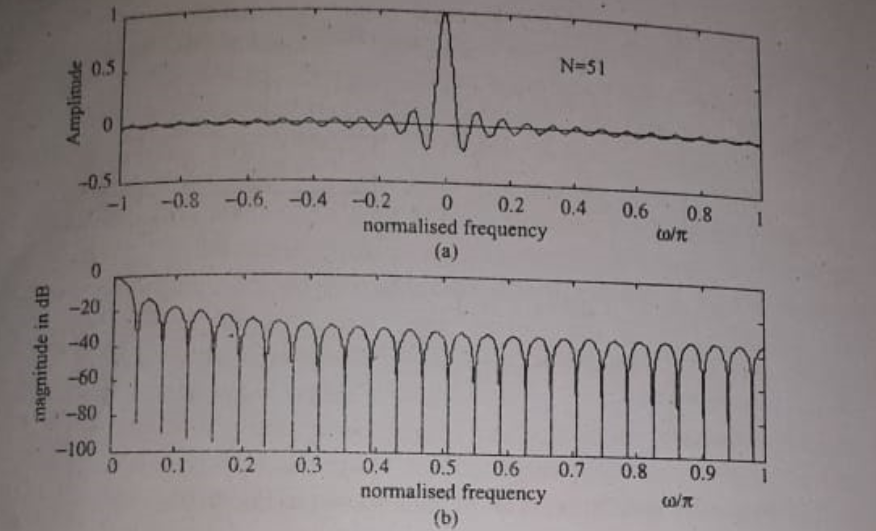 1
0.5
0
−0.5
Amplitude
N=51
−1 −0.8 −0.6 −0.4 −0.2 0 0.2 0.4 0.6 0.8 1
normalised frequency ω/π
(a)
0
−20
−40
−60
−80
−100
magnitude in dB
0 0.1 0.2 0.3 0.4 0.5 0.6 0.7 0.8 0.9 1
normalised frequency ω/π
(b)